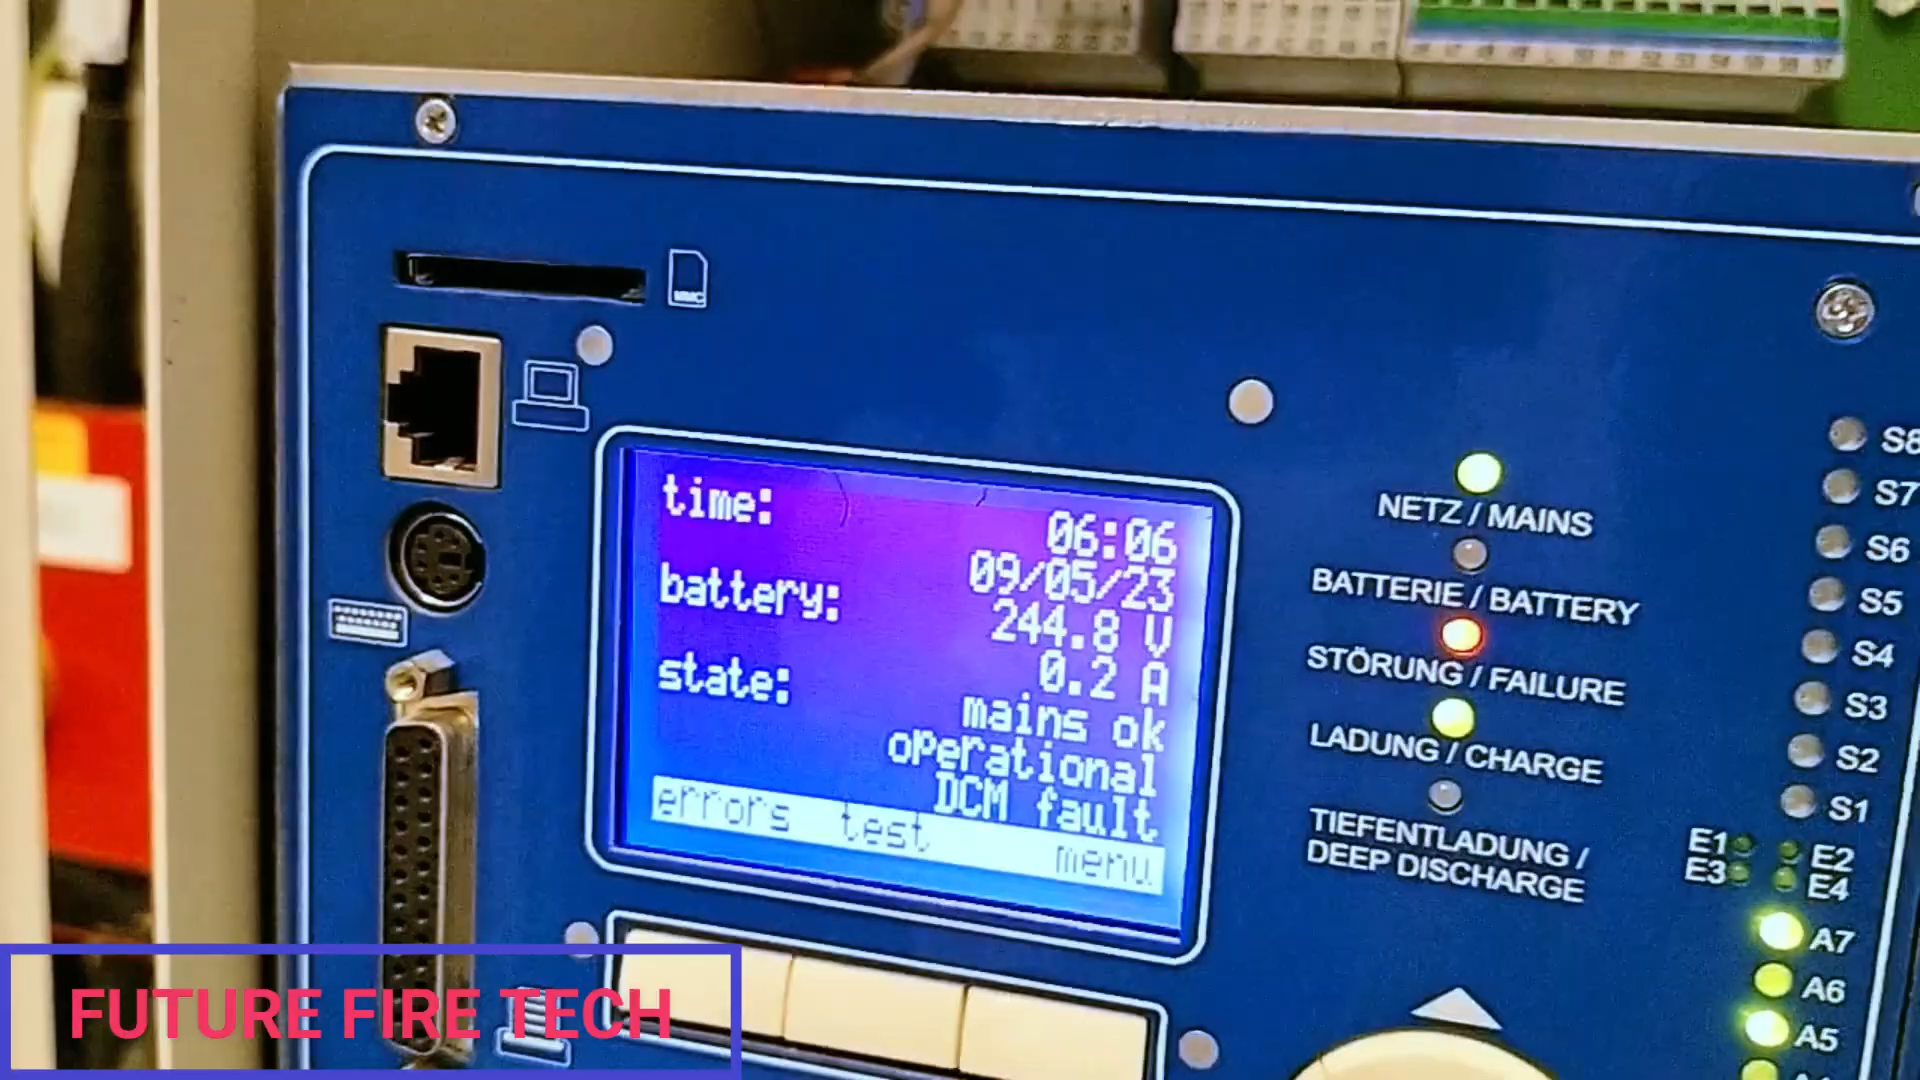 MMC
time:
06:06
09/05/23
battery:
244.8 V
0.2 A
state:
mains ok
operational
DCM fault
errors test menu
NETZ / MAINS
BATTERIE / BATTERY
STÖRUNG / FAILURE
LADUNG / CHARGE
TIEFENTLADUNG /
DEEP DISCHARGE
S8
S7
S6
S5
S4
S3
S2
S1
E1 E2
E3 E4
A7
A6
A5
FUTURE FIRE TECH